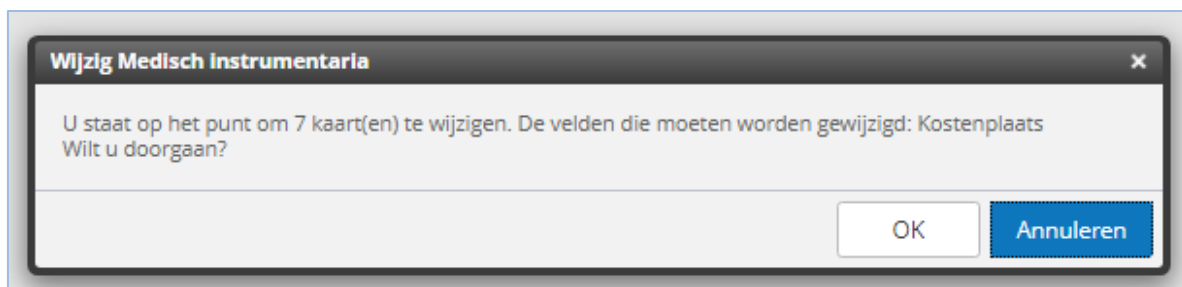 Wijzig Medisch instrumentaria
U staat op het punt om 7 kaart(en) te wijzigen. De velden die moeten worden gewijzigd: Kostenplaats
Wilt u doorgaan?
OK
Annuleren